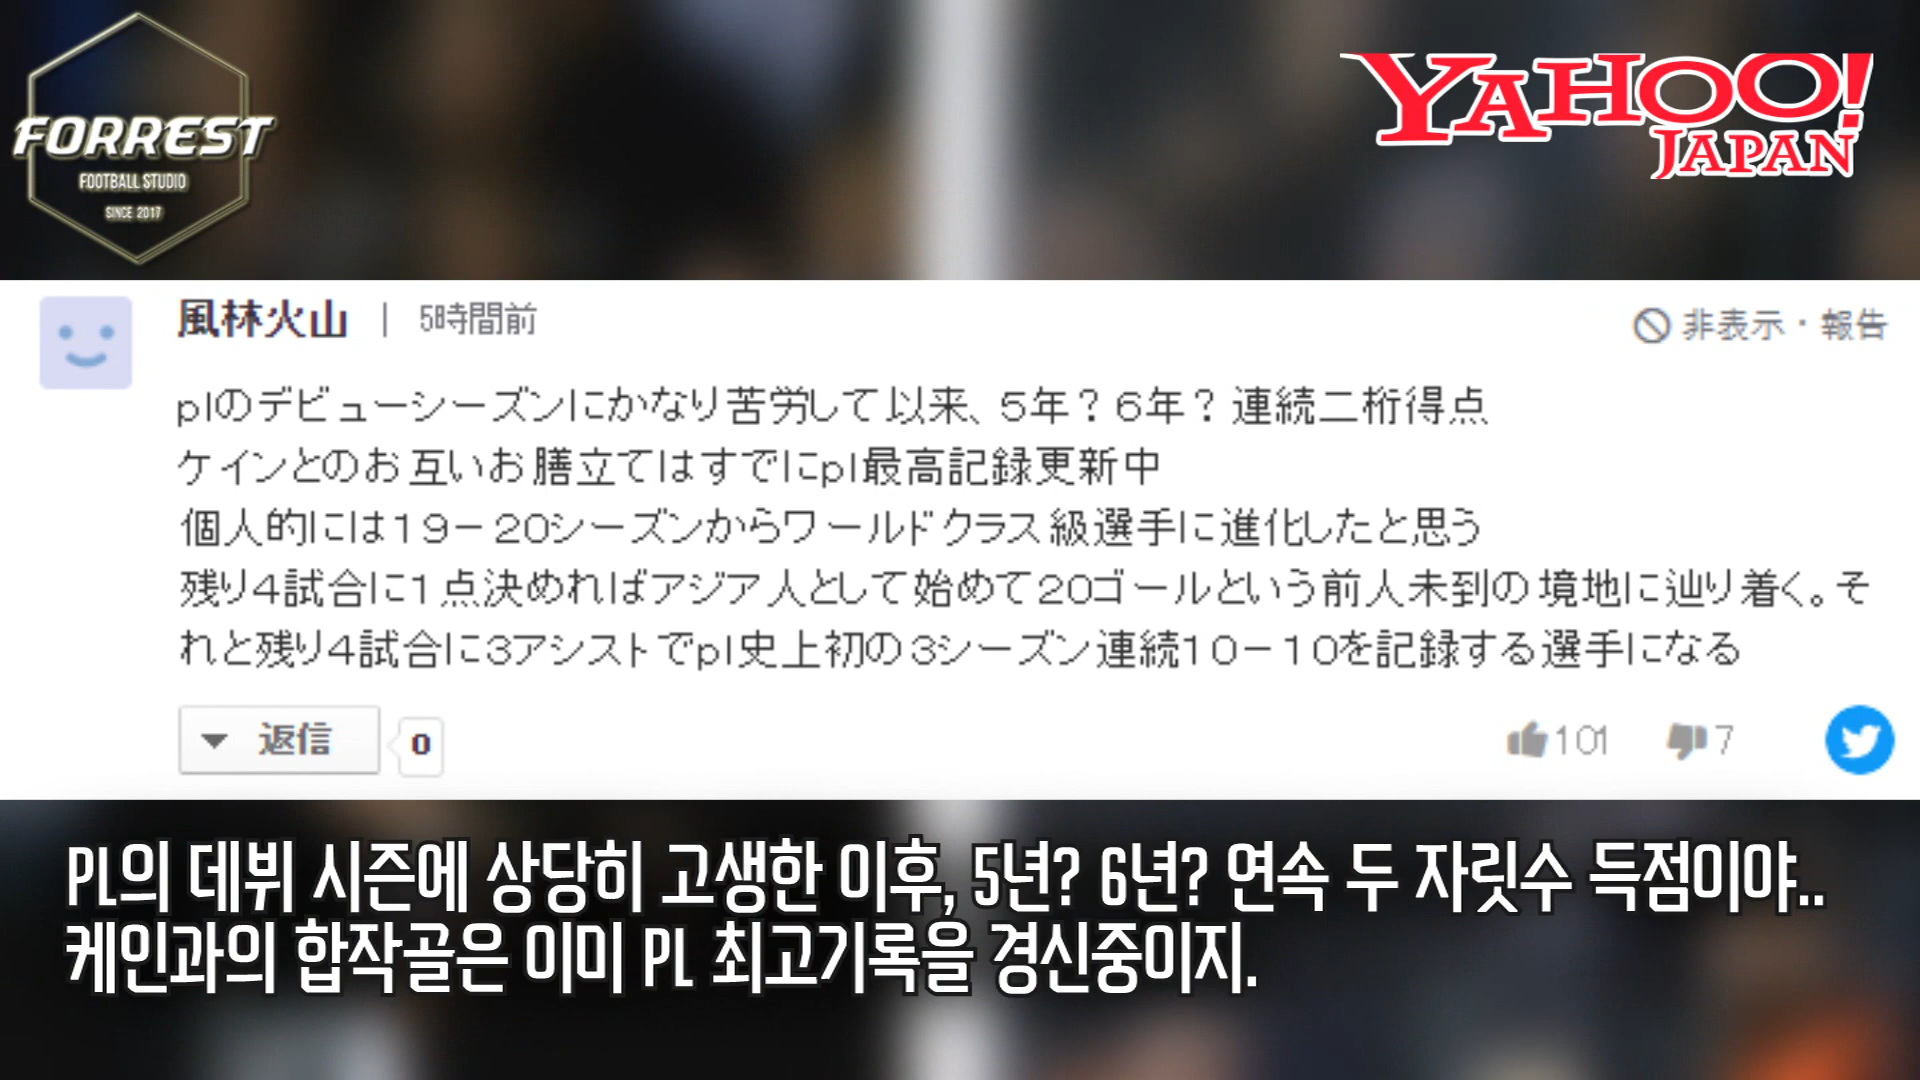 FORREST
FOOTBALL STUDIO
SINCE 2017
YAHOO!
JAPAN
風林火山 | 5時間前
非表示・報告
plのデビューシーズンにかなり苦労して以来、５年？６年？連続二桁得点
ケインとのお互いお膳立てはすでにpl最高記録更新中
個人的には１９－２０シーズンからワールドクラス級選手に進化したと思う
残り４試合に１点決めればアジア人として始めて２０ゴールという前人未到の境地に辿り着く。そ
れと残り４試合に３アシストでpl史上初の３シーズン連続１０－１０を記録する選手になる
返信 0
101 7
PL의 데뷔 시즌에 상당히 고생한 이후, 5년? 6년? 연속 두 자릿수 득점이야..
케인과의 합작골은 이미 PL 최고기록을 경신중이지.